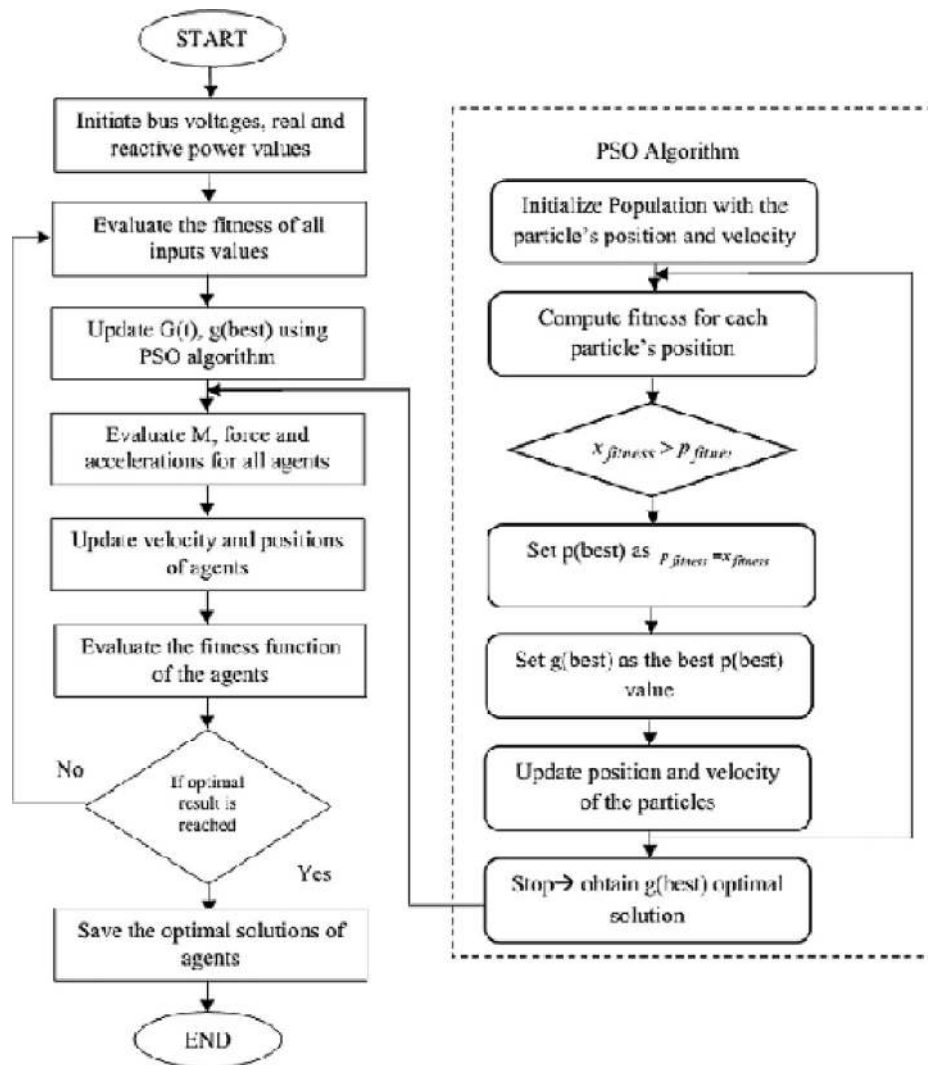 START
Initiate bus voltages, real and
reactive power values
Evaluate the fitness of all
inputs values
Update G(t), g(best) using
PSO algorithm
Evaluate M, force and
accelerations for all agents
Update velocity and positions
of agents
Evaluate the fitness function
of the agents
No
If optimal
result is
reached
Yes
Save the optimal solutions of
agents
END
PSO Algorithm
Initialize Population with the
particle's position and velocity
Compute fitness for each
particle's position
x fitness > p fitnes
Set p(best) as p fitness = x fitness
Set g(best) as the best p(best)
value
Update position and velocity
of the particles
Stop→ obtain g(best) optimal
solution